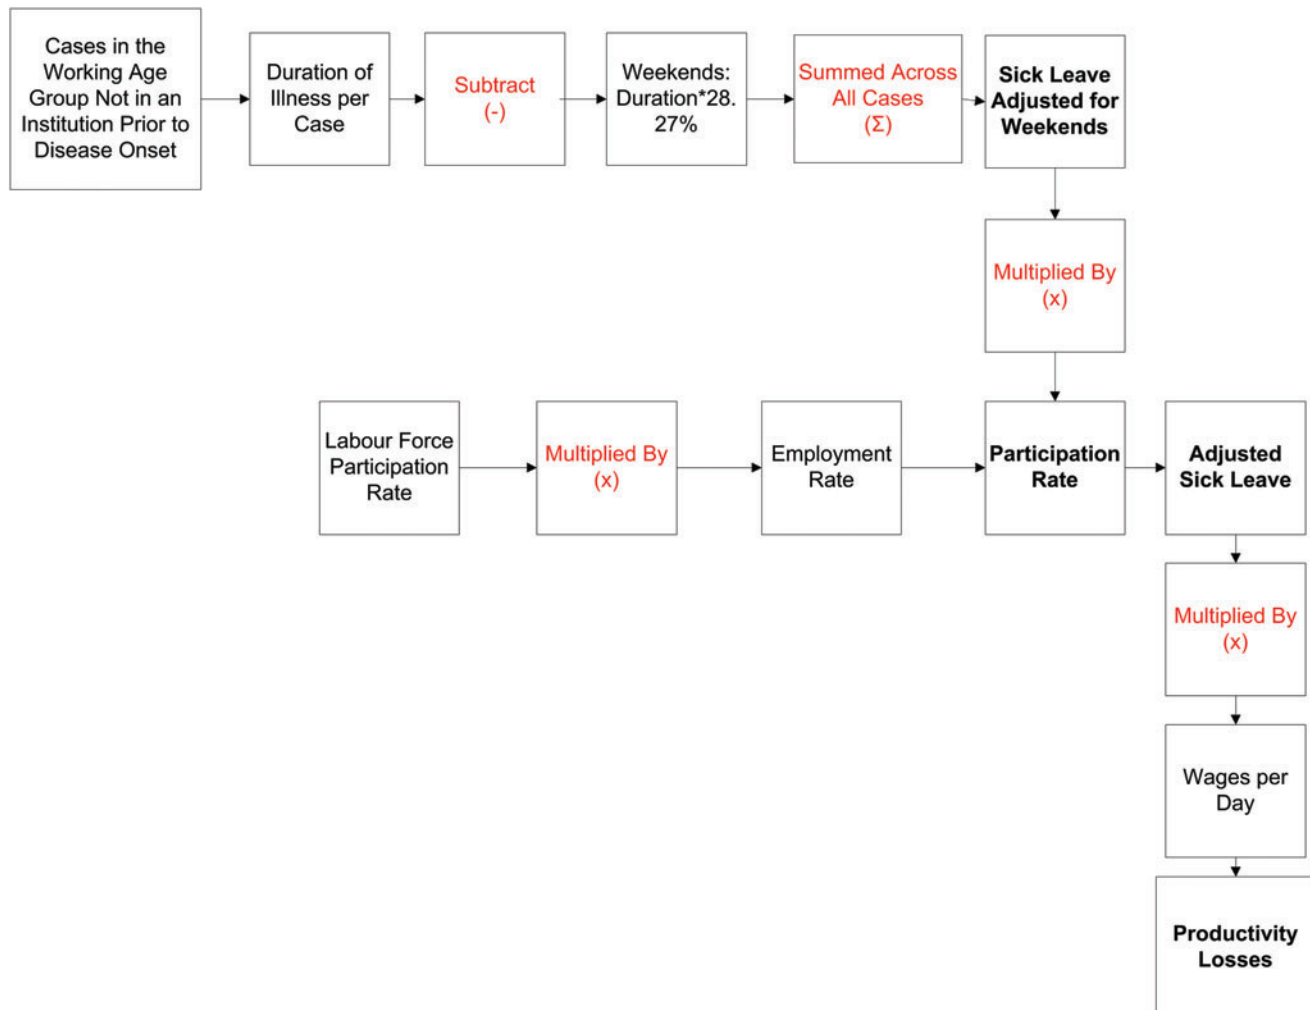 Cases in the
Working Age
Group Not in an
Institution Prior to
Disease Onset
Duration of
Illness per
Case
Subtract
(-)
Weekends:
Duration*28.
27%
Summed Across
All Cases
(Σ)
Sick Leave
Adjusted for
Weekends
Multiplied By
(x)
Labour Force
Participation
Rate
Multiplied By
(x)
Employment
Rate
Participation
Rate
Adjusted
Sick Leave
Multiplied By
(x)
Wages per
Day
Productivity
Losses